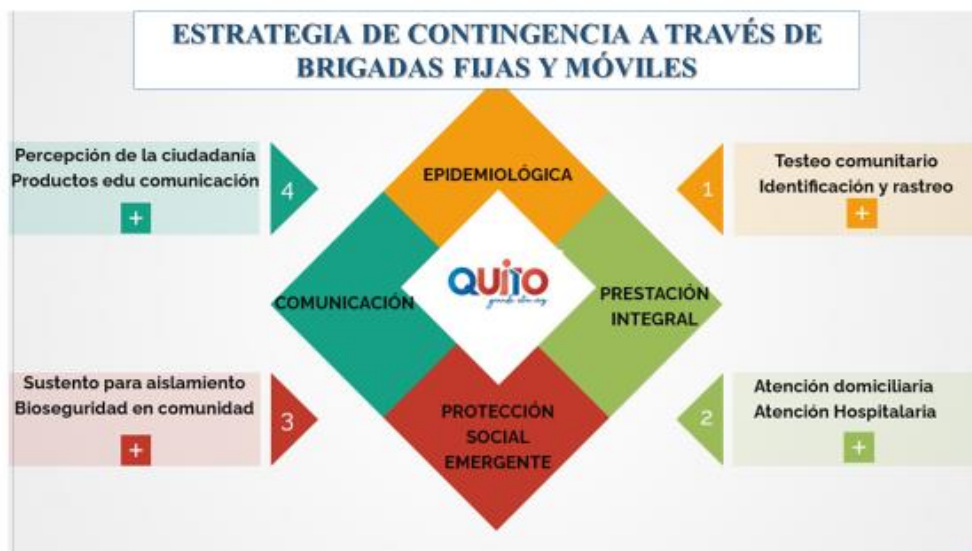 ESTRATEGIA DE CONTINGENCIA A TRAVÉS DE
BRIGADAS FIJAS Y MÓVILES
Percepción de la ciudadanía
Productos edu comunicación
+
4
EPIDEMIOLÓGICA
1
Testeo comunitario
Identificación y rastreo
+
COMUNICACIÓN
QUITO
PRESTACIÓN
INTEGRAL
Sustento para aislamiento
Bioseguridad en comunidad
+
3
PROTECCIÓN
SOCIAL
EMERGENTE
2
Atención domiciliaria
Atención Hospitalaria
+